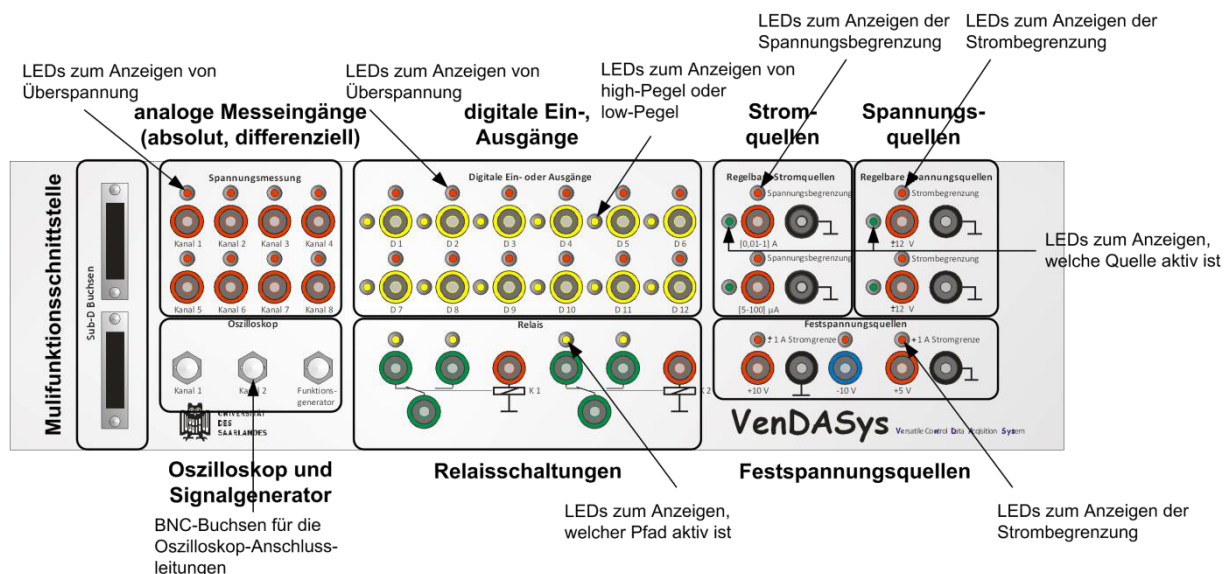 LEDs zum Anzeigen der
Spannungsbegrenzung
LEDs zum Anzeigen der
Strombegrenzung
LEDs zum Anzeigen von
Überspannung
LEDs zum Anzeigen von
Überspannung
LEDs zum Anzeigen von
high-Pegel oder
low-Pegel
analoge Messeingänge
(absolut, differenziell)
digitale Ein-,
Ausgänge
Strom-
quellen
Spannungs-
quellen
Mulifunktionsschnittstelle
Sub-D Buchsen
Spannungsmessung
Kanal 1 Kanal 2 Kanal 3 Kanal 4
Kanal 5 Kanal 6 Kanal 7 Kanal 8
Digitale Ein- oder Ausgänge
D 1 D 2 D 3 D 4 D 5 D 6
D 7 D 8 D 9 D 10 D 11 D 12
Regelbare Stromquellen
Spannungsbegrenzung
[0,01-1] A
Spannungsbegrenzung
[5-100] µA
Regelbare Spannungsquellen
Strombegrenzung
±12 V
Strombegrenzung
±12 V
LEDs zum Anzeigen,
welche Quelle aktiv ist
Oszilloskop
Kanal 1 Kanal 2 Funktions-
generator
UNIVERSITÄT
DES
SAARLANDES
Relais
K 1 K 2
Festspannungsquellen
± 1 A Stromgrenze +1 A Stromgrenze
+10 V -10 V +5 V
VenDASys Versatile Control Data Acqisition System
Oszilloskop und
Signalgenerator
Relaisschaltungen
Festspannungsquellen
BNC-Buchsen für die
Oszilloskop-Anschluss-
leitungen
LEDs zum Anzeigen,
welcher Pfad aktiv ist
LEDs zum Anzeigen der
Strombegrenzung